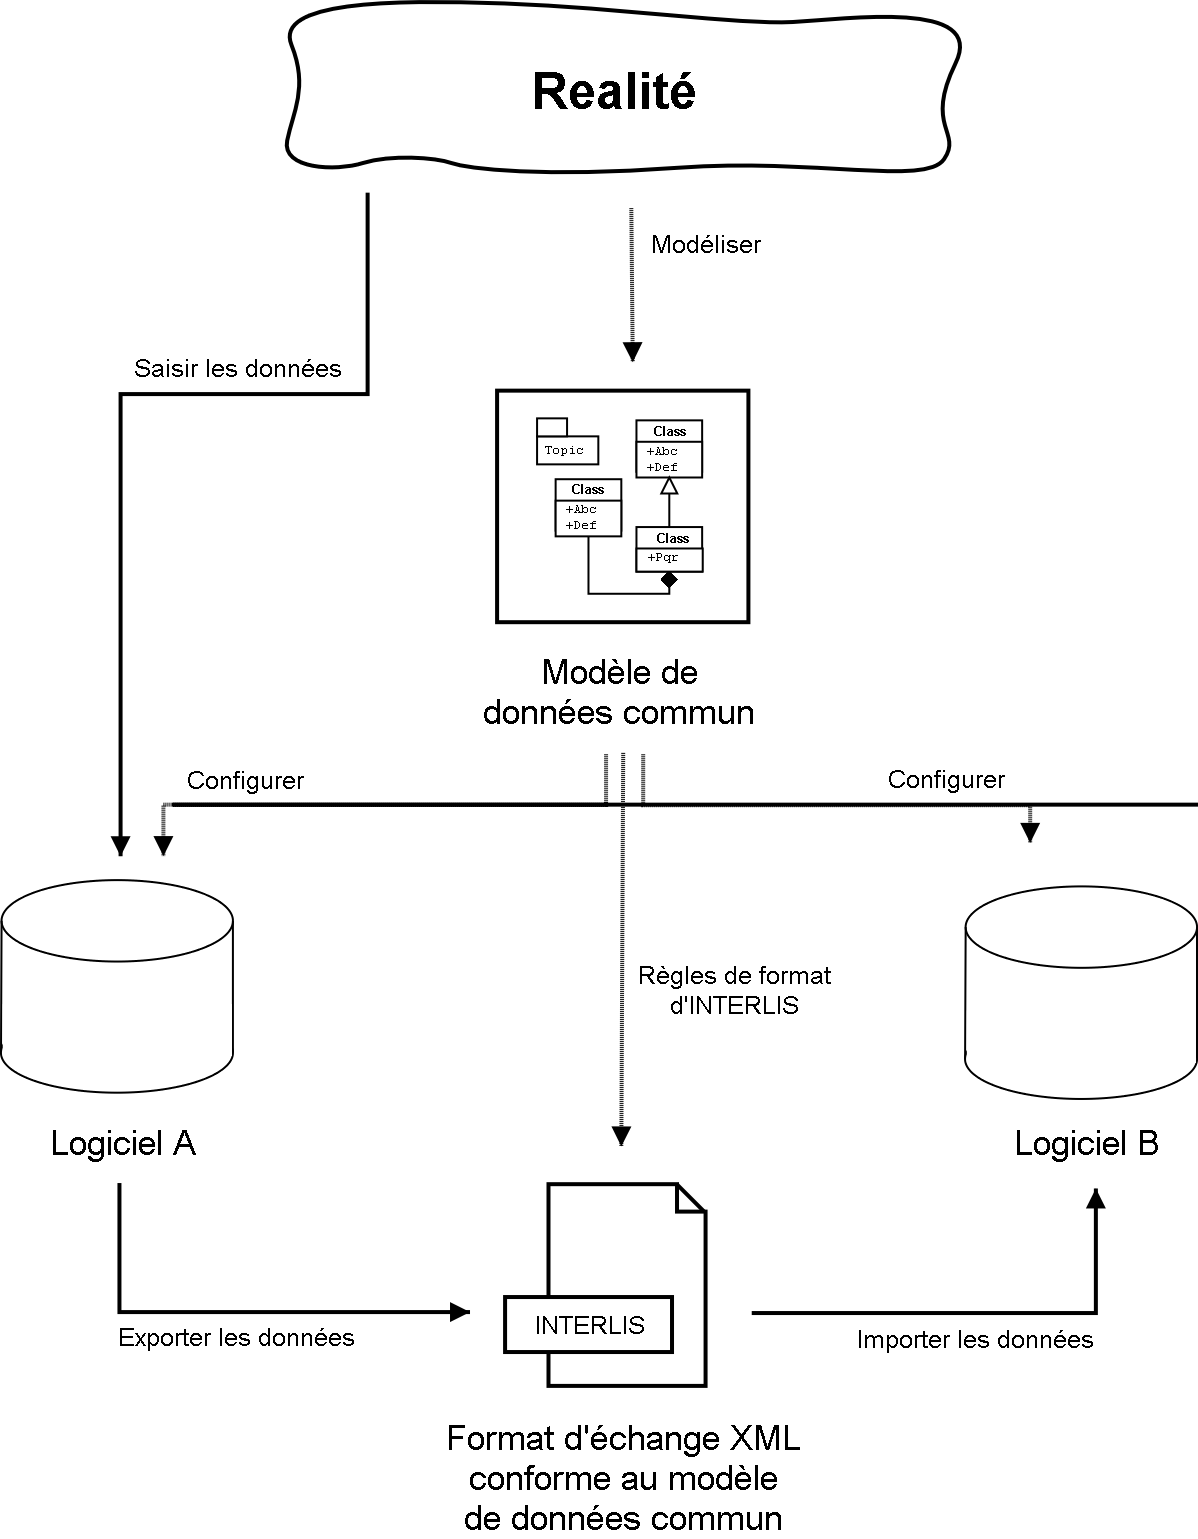 Realité
Modéliser
Saisir les données
Topic
Class
+Abc
+Def
Class
+Abc
+Def
Class
+Pqr
Modèle de
données commun
Configurer
Configurer
Règles de format
d'INTERLIS
Logiciel A
Logiciel B
INTERLIS
Exporter les données
Importer les données
Format d'échange XML
conforme au modèle
de données commun